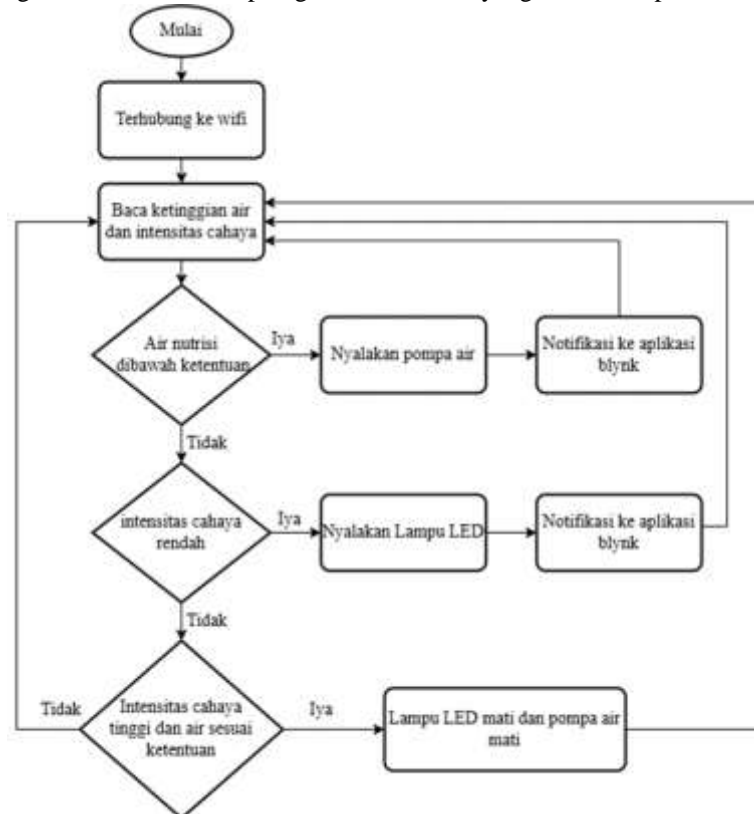 Mulai
Terhubung ke wifi
Baca ketinggian air
dan intensitas cahaya
Air nutrisi
dibawah ketentuan
Iya
Nyalakan pompa air
Notifikasi ke aplikasi
blynk
Tidak
intensitas cahaya
rendah
Iya
Nyalakan Lampu LED
Notifikasi ke aplikasi
blynk
Tidak
Tidak
Intensitas cahaya
tinggi dan air sesuai
ketentuan
Iya
Lampu LED mati dan pompa air
mati